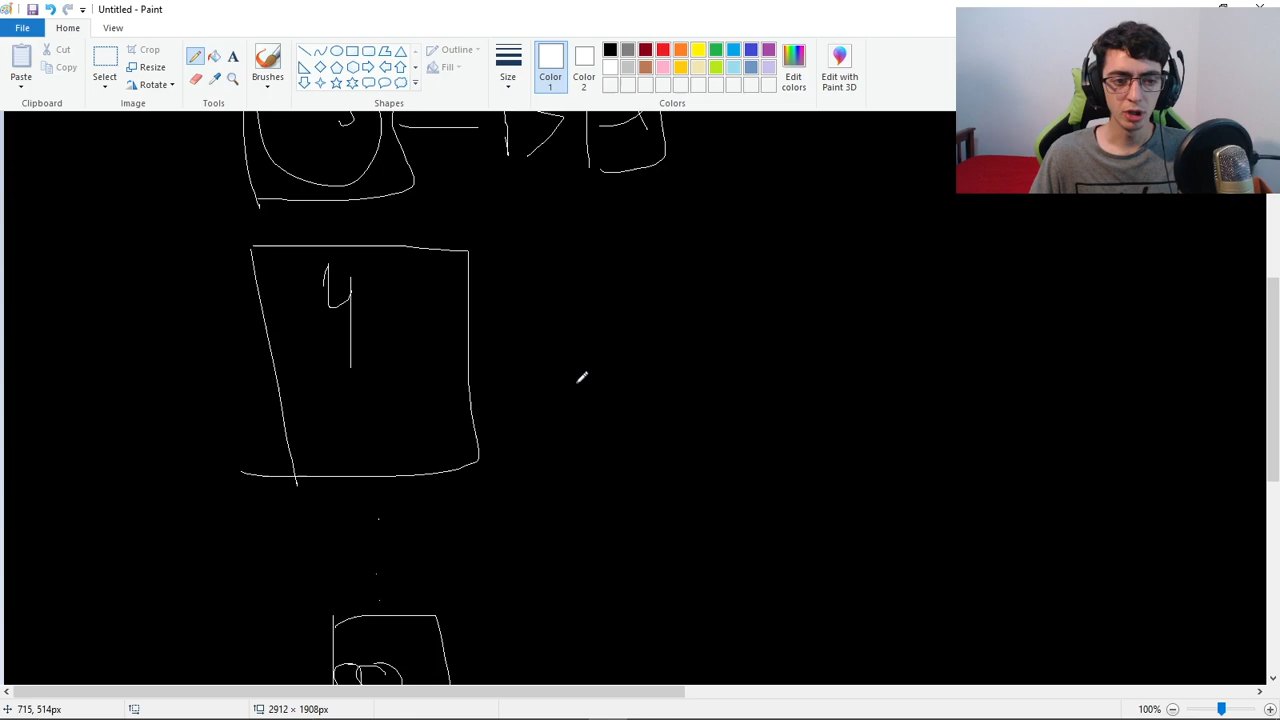 Untitled - Paint
File Home View
Paste
Cut
Copy
Clipboard
Select
Crop
Resize
Rotate
Image
Tools
Brushes
Shapes
Outline
Fill
Size
Color 1
Color 2
Colors
Edit colors
Edit with Paint 3D
4
715, 514px
2912 × 1908px
100%